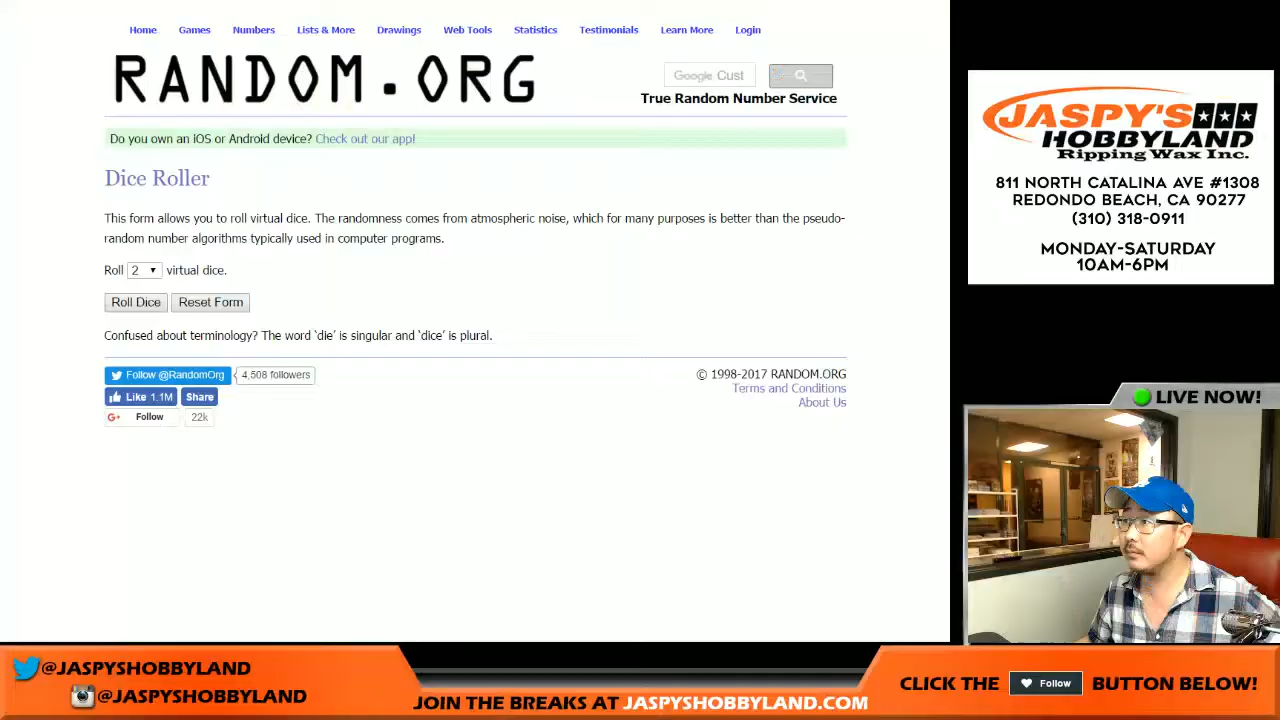 Home Games Numbers Lists & More Drawings Web Tools Statistics Testimonials Learn More Login
RANDOM.ORG
Google Cust
True Random Number Service
Do you own an iOS or Android device? Check out our app!
Dice Roller
This form allows you to roll virtual dice. The randomness comes from atmospheric noise, which for many purposes is better than the pseudo-
random number algorithms typically used in computer programs.
Roll 2 virtual dice.
Roll Dice Reset Form
Confused about terminology? The word ‘die’ is singular and ‘dice’ is plural.
Follow @RandomOrg 4,508 followers
Like 1.1M Share
Follow 22k
© 1998-2017 RANDOM.ORG
Terms and Conditions
About Us
JASPY'S
HOBBYLAND
Ripping Wax Inc.
811 NORTH CATALINA AVE #1308
REDONDO BEACH, CA 90277
(310) 318-0911
MONDAY-SATURDAY
10AM-6PM
LIVE NOW!
@JASPYSHOBBYLAND
@JASPYSHOBBYLAND
JOIN THE BREAKS AT JASPYSHOBBYLAND.COM
CLICK THE Follow BUTTON BELOW!